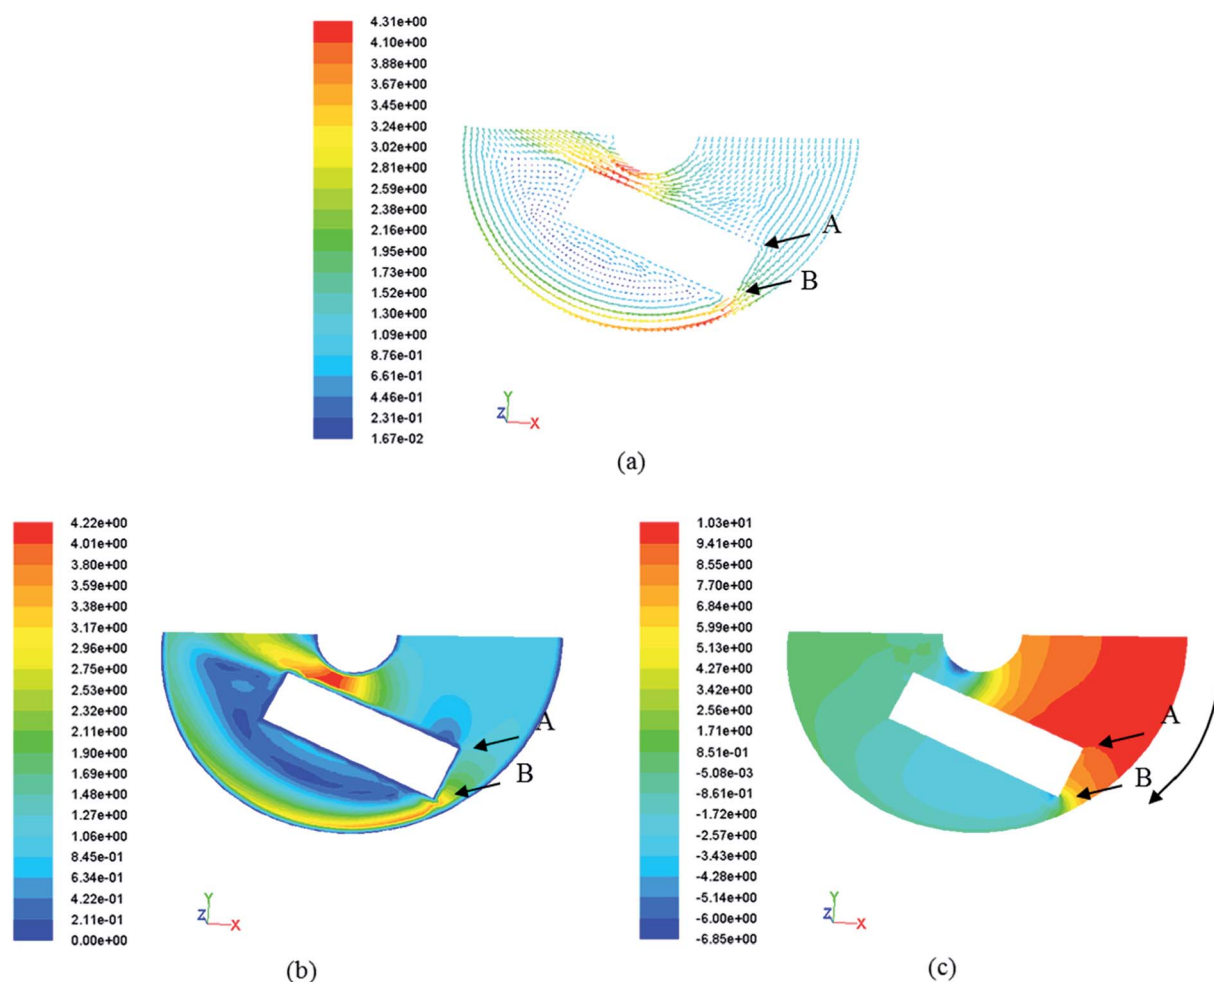 4.31e+00
4.10e+00
3.88e+00
3.67e+00
3.45e+00
3.24e+00
3.02e+00
2.81e+00
2.59e+00
2.38e+00
2.16e+00
1.95e+00
1.73e+00
1.52e+00
1.30e+00
1.09e+00
8.76e-01
6.61e-01
4.46e-01
2.31e-01
1.67e-02
A
B
Y
Z
X
(a)
4.22e+00
4.01e+00
3.80e+00
3.59e+00
3.38e+00
3.17e+00
2.96e+00
2.75e+00
2.53e+00
2.32e+00
2.11e+00
1.90e+00
1.69e+00
1.48e+00
1.27e+00
1.06e+00
8.45e-01
6.34e-01
4.22e-01
2.11e-01
0.00e+00
A
B
Y
Z
X
(b)
1.03e+01
9.41e+00
8.55e+00
7.70e+00
6.84e+00
5.99e+00
5.13e+00
4.27e+00
3.42e+00
2.56e+00
1.71e+00
8.51e-01
-5.08e-03
-8.61e-01
-1.72e+00
-2.57e+00
-3.43e+00
-4.28e+00
-5.14e+00
-6.00e+00
-6.85e+00
A
B
Y
Z
X
(c)